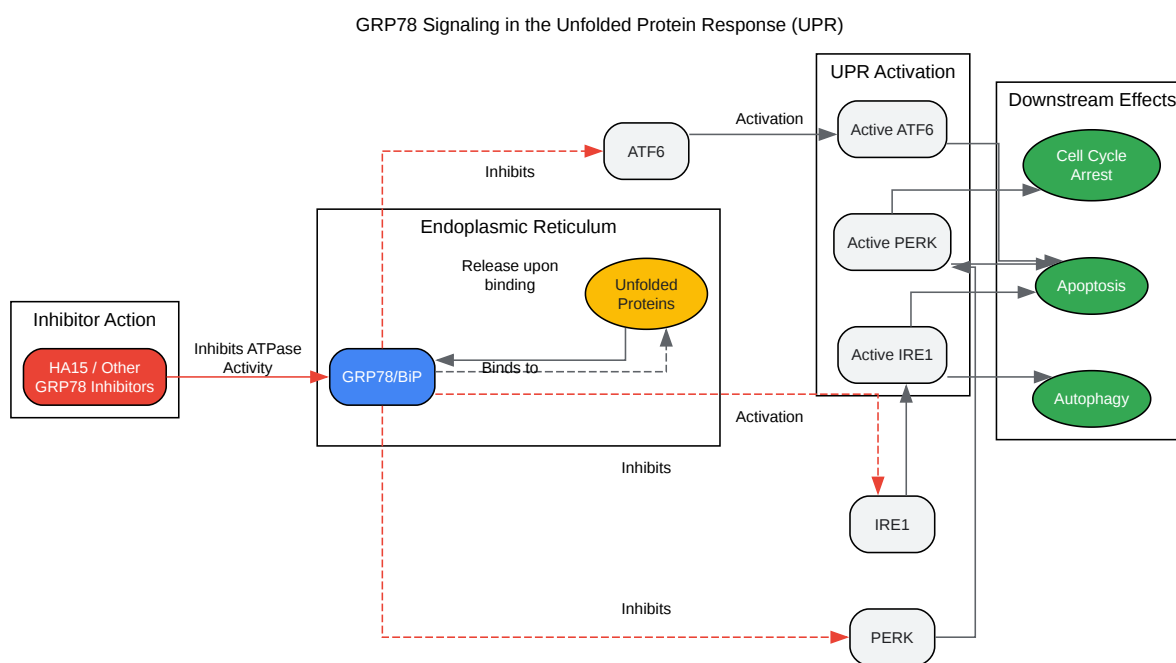 GRP78 Signaling in the Unfolded Protein Response (UPR)
UPR Activation
Downstream Effects
Activation
Active ATF6
ATF6
Cell Cycle
Arrest
Inhibits
Endoplasmic Reticulum
Active PERK
Release upon
binding
Unfolded
Proteins
Apoptosis
Inhibitor Action
Inhibits ATPase
Activity
HA15 / Other
GRP78 Inhibitors
GRP78/BiP
Binds to
Active IRE1
Autophagy
Activation
Inhibits
IRE1
Inhibits
PERK